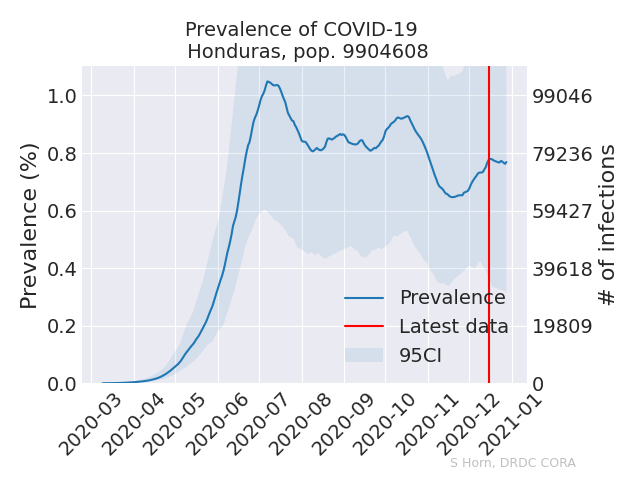 Prevalence of COVID-19
Honduras, pop. 9904608
Prevalence (%)
1.0
0.8
0.6
0.4
0.2
0.0
99046
79236
59427
39618
19809
0
# of infections
Prevalence
Latest data
95CI
2020-03
2020-04
2020-05
2020-06
2020-07
2020-08
2020-09
2020-10
2020-11
2020-12
2021-01
S Horn, DRDC CORA